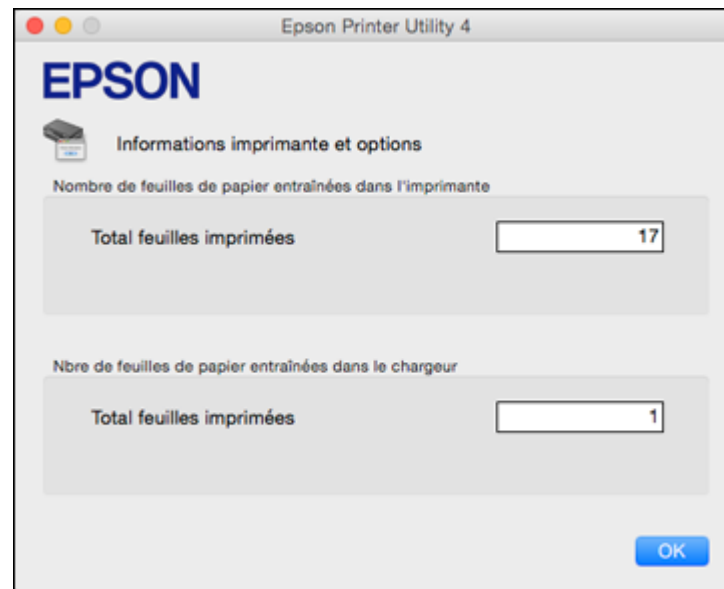 Epson Printer Utility 4
EPSON
Informations imprimante et options
Nombre de feuilles de papier entraînées dans l'imprimante
Total feuilles imprimées 17
Nbre de feuilles de papier entraînées dans le chargeur
Total feuilles imprimées 1
OK